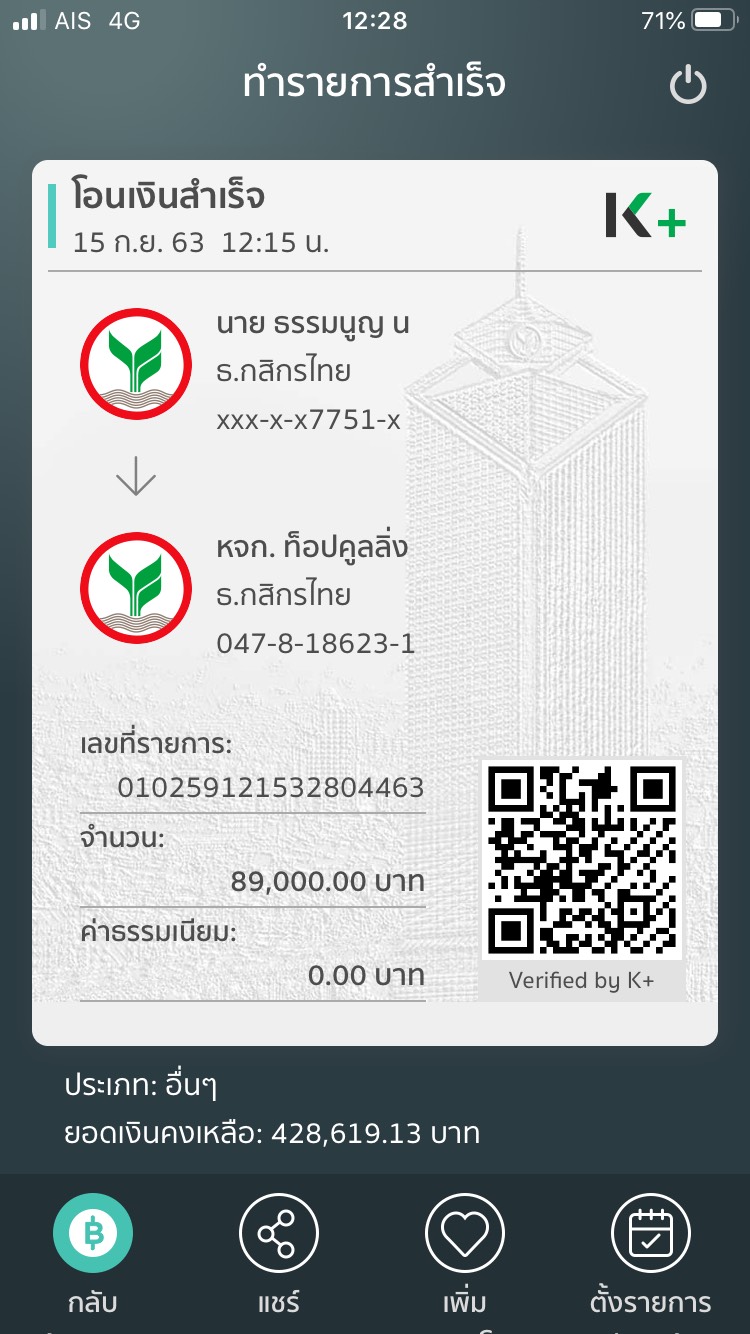 AIS 4G 12:28 71%
ทำรายการสำเร็จ
โอนเงินสำเร็จ
15 ก.ย. 63 12:15 น.
K+
นาย ธรรมนูญ น
ธ.กสิกรไทย
xxx-x-x7751-x
หจก. ท็อปคูลลิ่ง
ธ.กสิกรไทย
047-8-18623-1
เลขที่รายการ:
010259121532804463
จำนวน:
89,000.00 บาท
ค่าธรรมเนียม:
0.00 บาท
Verified by K+
ประเภท: อื่นๆ
ยอดเงินคงเหลือ: 428,619.13 บาท
กลับ แชร์ เพิ่ม ตั้งรายการ